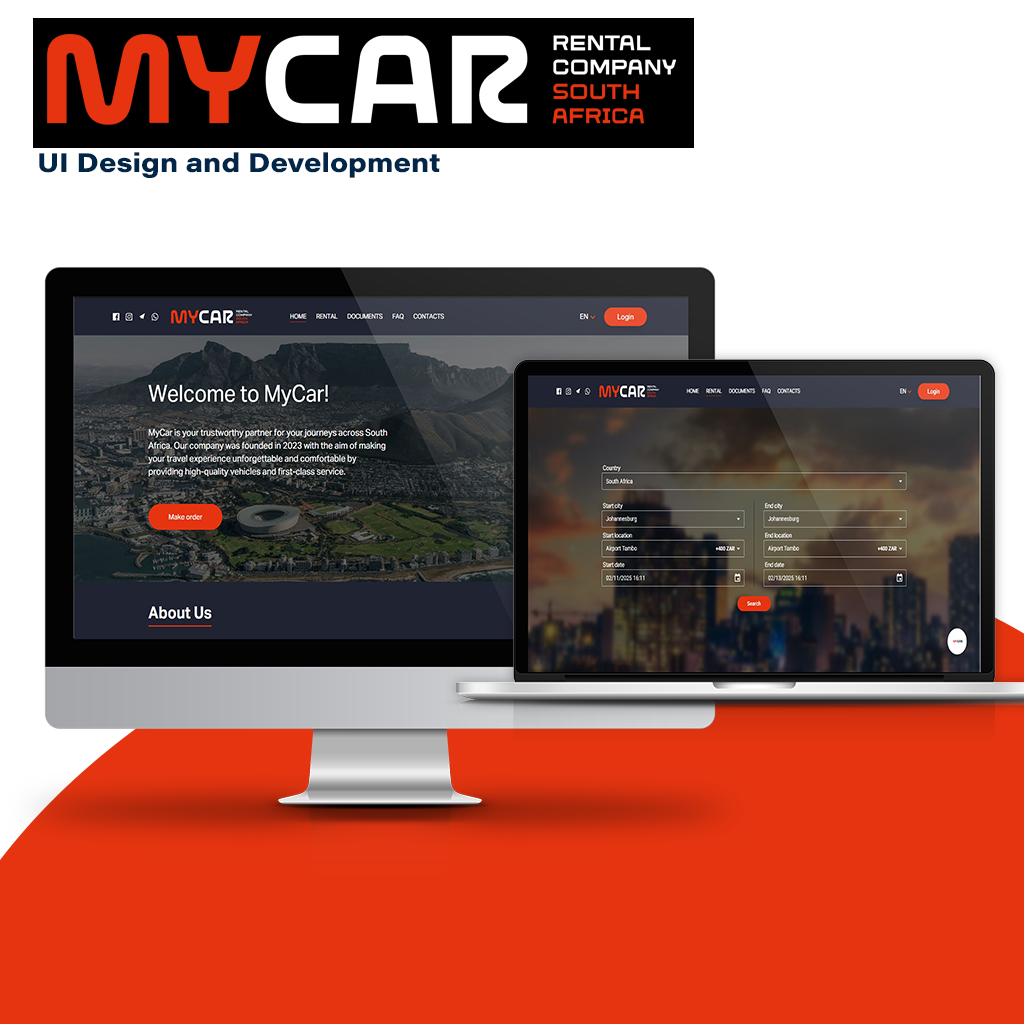 MYCAR
RENTAL
COMPANY
SOUTH
AFRICA
UI Design and Development
MYCAR RENTAL COMPANY SOUTH AFRICA
HOME RENTAL DOCUMENTS FAQ CONTACTS
EN
Login
Welcome to MyCar!
MyCar is your trustworthy partner for your journeys across South
Africa. Our company was founded in 2023 with the aim of making
your travel experience unforgettable and comfortable by
providing high-quality vehicles and first-class service.
Make order
About Us
MYCAR RENTAL COMPANY SOUTH AFRICA
HOME RENTAL DOCUMENTS FAQ CONTACTS
EN
Login
Country
South Africa
Start city End city
Johannesburg Johannesburg
Start location End location
Airport Tambo +400 ZAR Airport Tambo +400 ZAR
Start date End date
02/11/2025 16:11 02/13/2025 16:11
Search